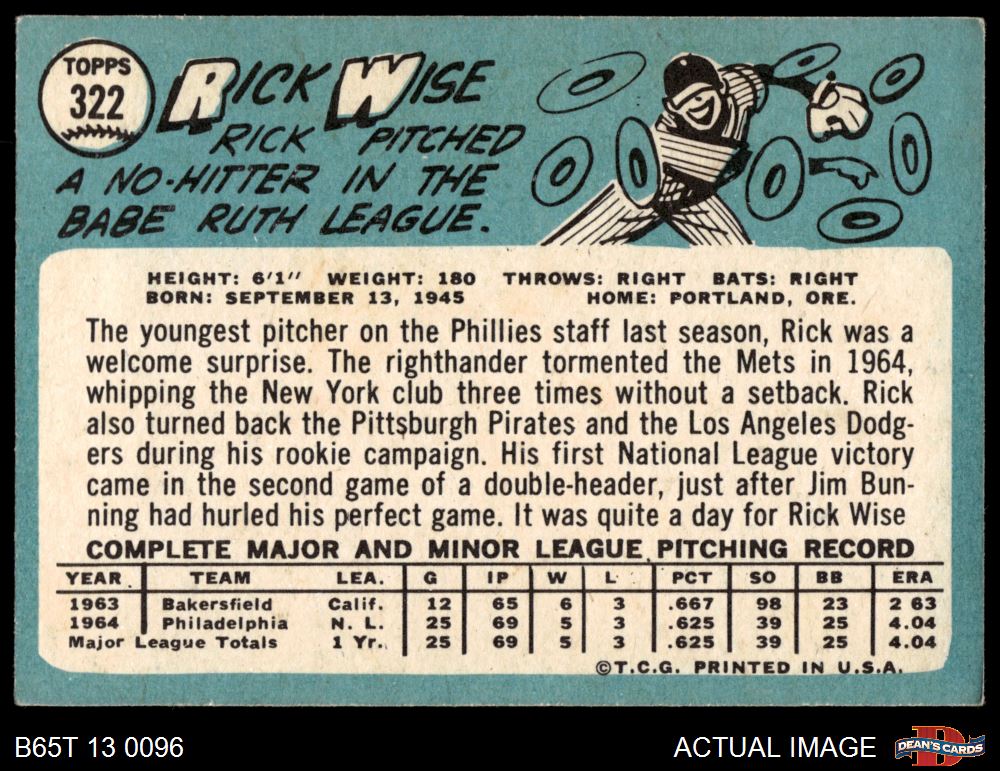 TOPPS
322
RICK WISE
RICK PITCHED
A NO-HITTER IN THE
BABE RUTH LEAGUE.
HEIGHT: 6'1" WEIGHT: 180 THROWS: RIGHT BATS: RIGHT
BORN: SEPTEMBER 13, 1945 HOME: PORTLAND, ORE.
The youngest pitcher on the Phillies staff last season, Rick was a
welcome surprise. The righthander tormented the Mets in 1964,
whipping the New York club three times without a setback. Rick
also turned back the Pittsburgh Pirates and the Los Angeles Dodg-
ers during his rookie campaign. His first National League victory
came in the second game of a double-header, just after Jim Bun-
ning had hurled his perfect game. It was quite a day for Rick Wise
COMPLETE MAJOR AND MINOR LEAGUE PITCHING RECORD
YEAR TEAM LEA. G IP W L PCT SO BB ERA
1963 Bakersfield Calif. 12 65 6 3 .667 98 23 2 63
1964 Philadelphia N. L. 25 69 5 3 .625 39 25 4.04
Major League Totals 1 Yr. 25 69 5 3 .625 39 25 4.04
©T.C.G. PRINTED IN U.S.A.
B65T 13 0096 ACTUAL IMAGE
D
DEAN'S CARDS